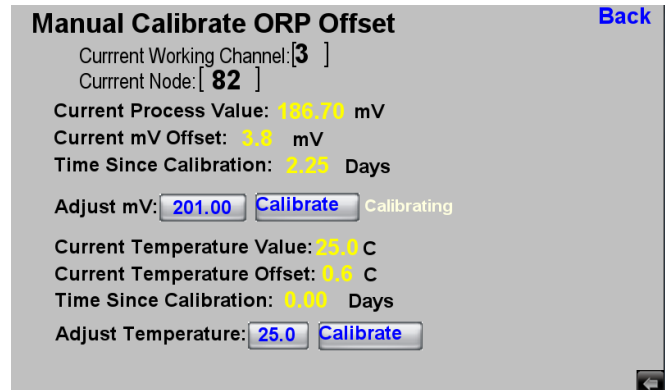 Manual Calibrate ORP Offset Back
Currrent Working Channel:[3 ]
Currrent Node:[ 82 ]
Current Process Value: 186.70 mV
Current mV Offset: 3.8 mV
Time Since Calibration: 2.25 Days
Adjust mV: 201.00 Calibrate Calibrating
Current Temperature Value: 25.0 C
Current Temperature Offset: 0.6 C
Time Since Calibration: 0.00 Days
Adjust Temperature: 25.0 Calibrate